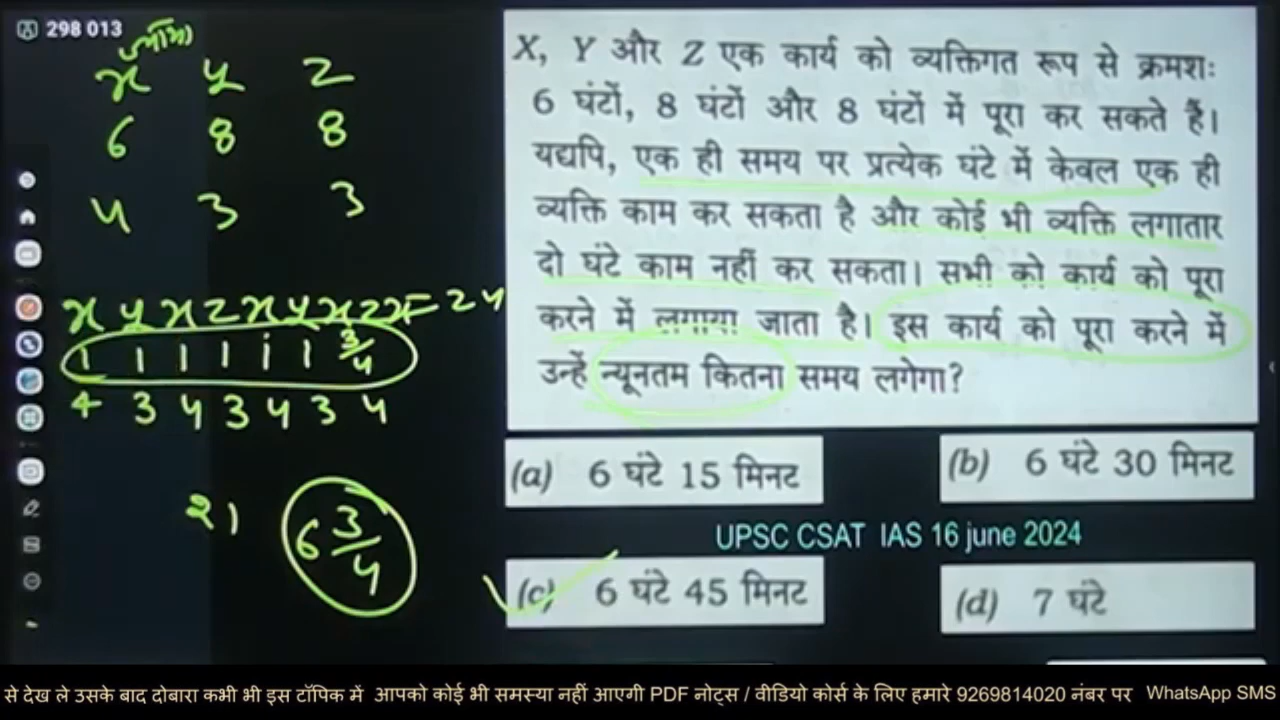 298 013
x y z
6 8 8
4 3 3
x y x z x y x z x = 24
1 1 1 1 1 1 3/4
4 3 4 3 4 3 4
21
6 3/4
X, Y और Z एक कार्य को व्यक्तिगत रूप से क्रमशः
6 घंटों, 8 घंटों और 8 घंटों में पूरा कर सकते हैं।
यद्यपि, एक ही समय पर प्रत्येक घंटे में केवल एक ही
व्यक्ति काम कर सकता है और कोई भी व्यक्ति लगातार
दो घंटे काम नहीं कर सकता। सभी को कार्य को पूरा
करने में लगाया जाता है। इस कार्य को पूरा करने में
उन्हें न्यूनतम कितना समय लगेगा?
(a) 6 घंटे 15 मिनट
(b) 6 घंटे 30 मिनट
UPSC CSAT IAS 16 june 2024
(c) 6 घंटे 45 मिनट
(d) 7 घंटे
से देख ले उसके बाद दोबारा कभी भी इस टॉपिक में आपको कोई भी समस्या नहीं आएगी PDF नोट्स / वीडियो कोर्स के लिए हमारे 9269814020 नंबर पर WhatsApp SMS